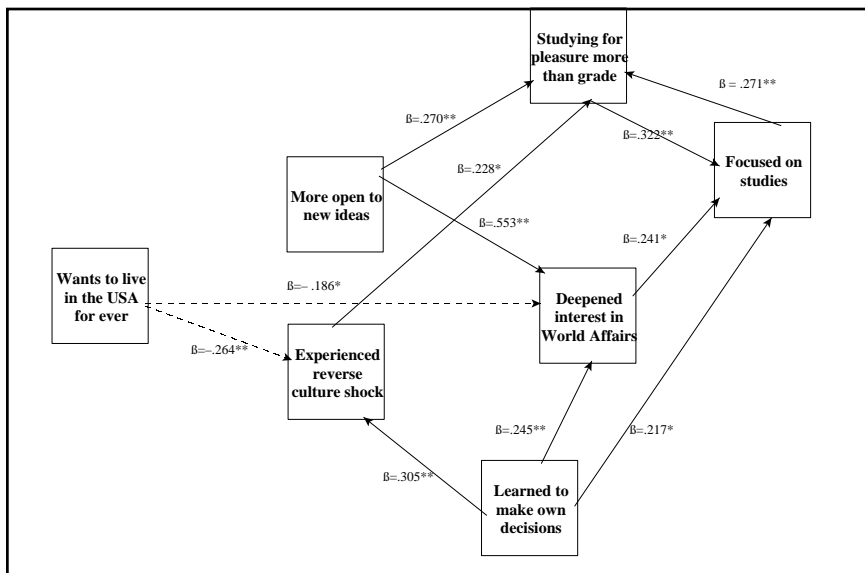 Studying for
pleasure more
than grade
ß = .271**
ß=.270**
ß=.322**
Focused on
studies
ß=.228*
More open to
new ideas
ß=.553**
ß=.241*
Wants to live
in the USA
for ever
ß=– .186*
Deepened
interest in
World Affairs
ß=–.264**
Experienced
reverse
culture shock
ß=.245**
ß=.217*
ß=.305**
Learned to
make own
decisions